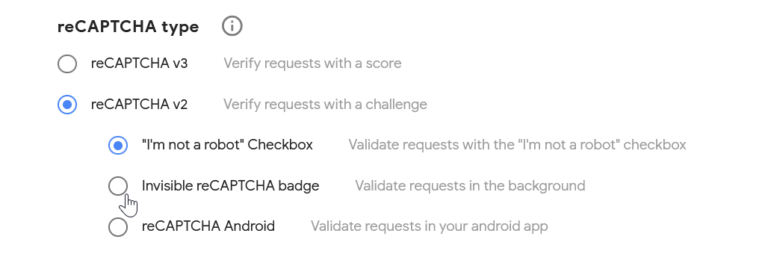 reCAPTCHA type
reCAPTCHA v3 Verify requests with a score
reCAPTCHA v2 Verify requests with a challenge
"I'm not a robot" Checkbox Validate requests with the "I'm not a robot" checkbox
Invisible reCAPTCHA badge Validate requests in the background
reCAPTCHA Android Validate requests in your android app